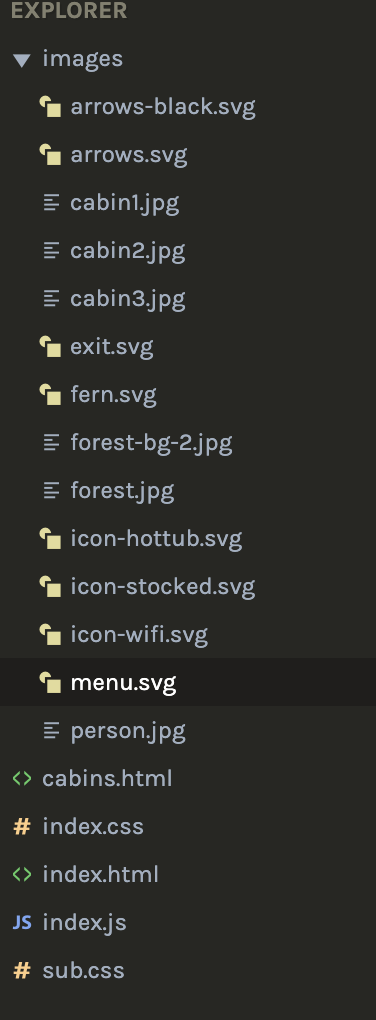 EXPLORER
images
arrows-black.svg
arrows.svg
cabin1.jpg
cabin2.jpg
cabin3.jpg
exit.svg
fern.svg
forest-bg-2.jpg
forest.jpg
icon-hottub.svg
icon-stocked.svg
icon-wifi.svg
menu.svg
person.jpg
<> cabins.html
# index.css
<> index.html
JS index.js
# sub.css